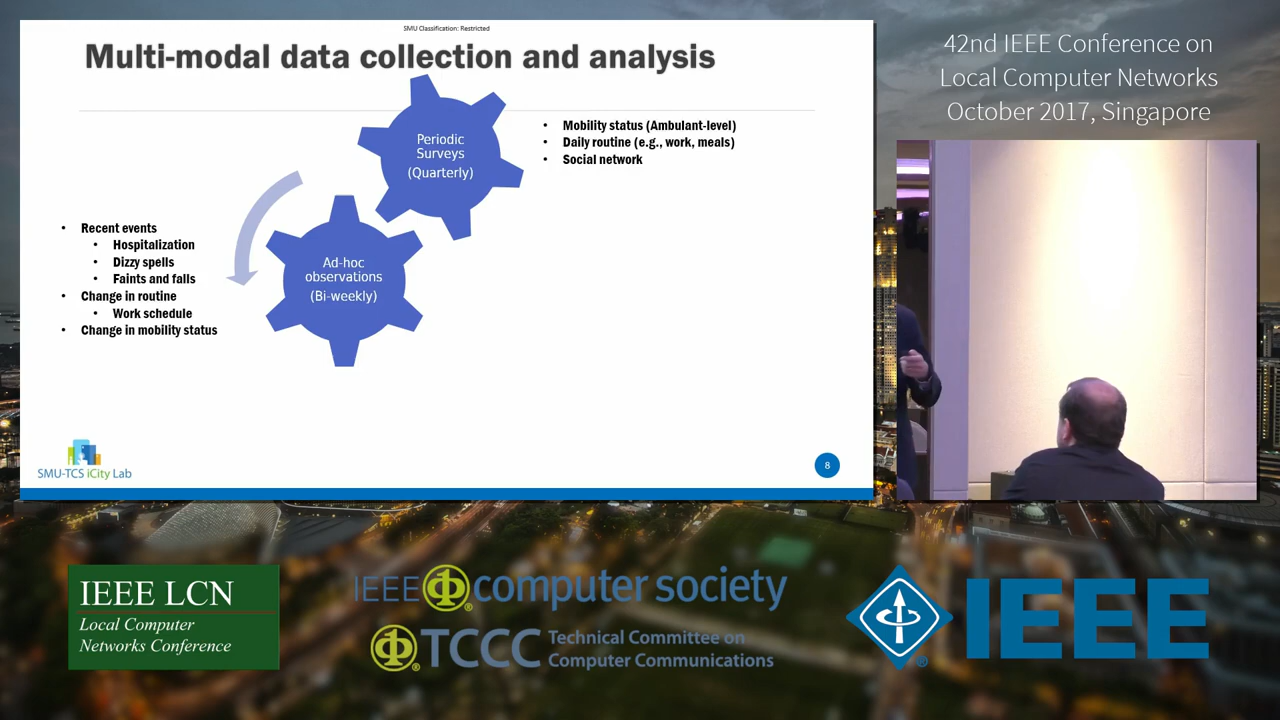 SMU Classification: Restricted
Multi-modal data collection and analysis
Periodic
Surveys
(Quarterly)
• Mobility status (Ambulant-level)
• Daily routine (e.g., work, meals)
• Social network
• Recent events
• Hospitalization
• Dizzy spells
• Faints and falls
• Change in routine
• Work schedule
• Change in mobility status
Ad-hoc
observations
(Bi-weekly)
SMU-TCS iCity Lab
8
42nd IEEE Conference on
Local Computer Networks
October 2017, Singapore
IEEE LCN
Local Computer
Networks Conference
IEEE computer society
TCCC Technical Committee on
Computer Communications
IEEE